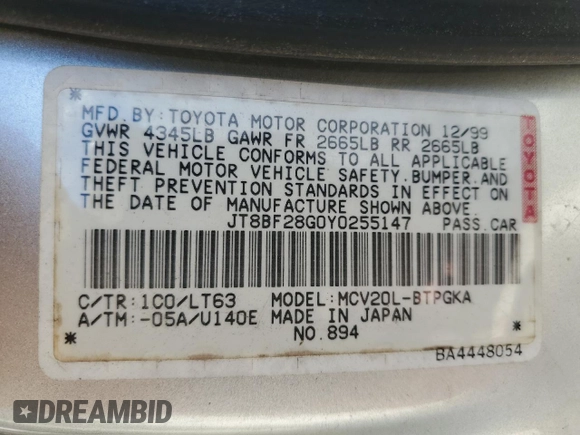 MFD. BY: TOYOTA MOTOR CORPORATION 12/99
GVWR 4345LB GAWR FR 2665LB RR 2665LB
THIS VEHICLE CONFORMS TO ALL APPLICABLE
FEDERAL MOTOR VEHICLE SAFETY, BUMPER, AND
THEFT PREVENTION STANDARDS IN EFFECT ON
THE DATE OF MANUFACTURE SHOWN ABOVE.
JT8BF28G0Y0255147 PASS. CAR
TOYOTA
C/TR: 1C0/LT63 MODEL: MCV20L-BTPGKA
A/TM: -05A/U140E MADE IN JAPAN
* NO. 894 *
BA4448054
DREAMBID